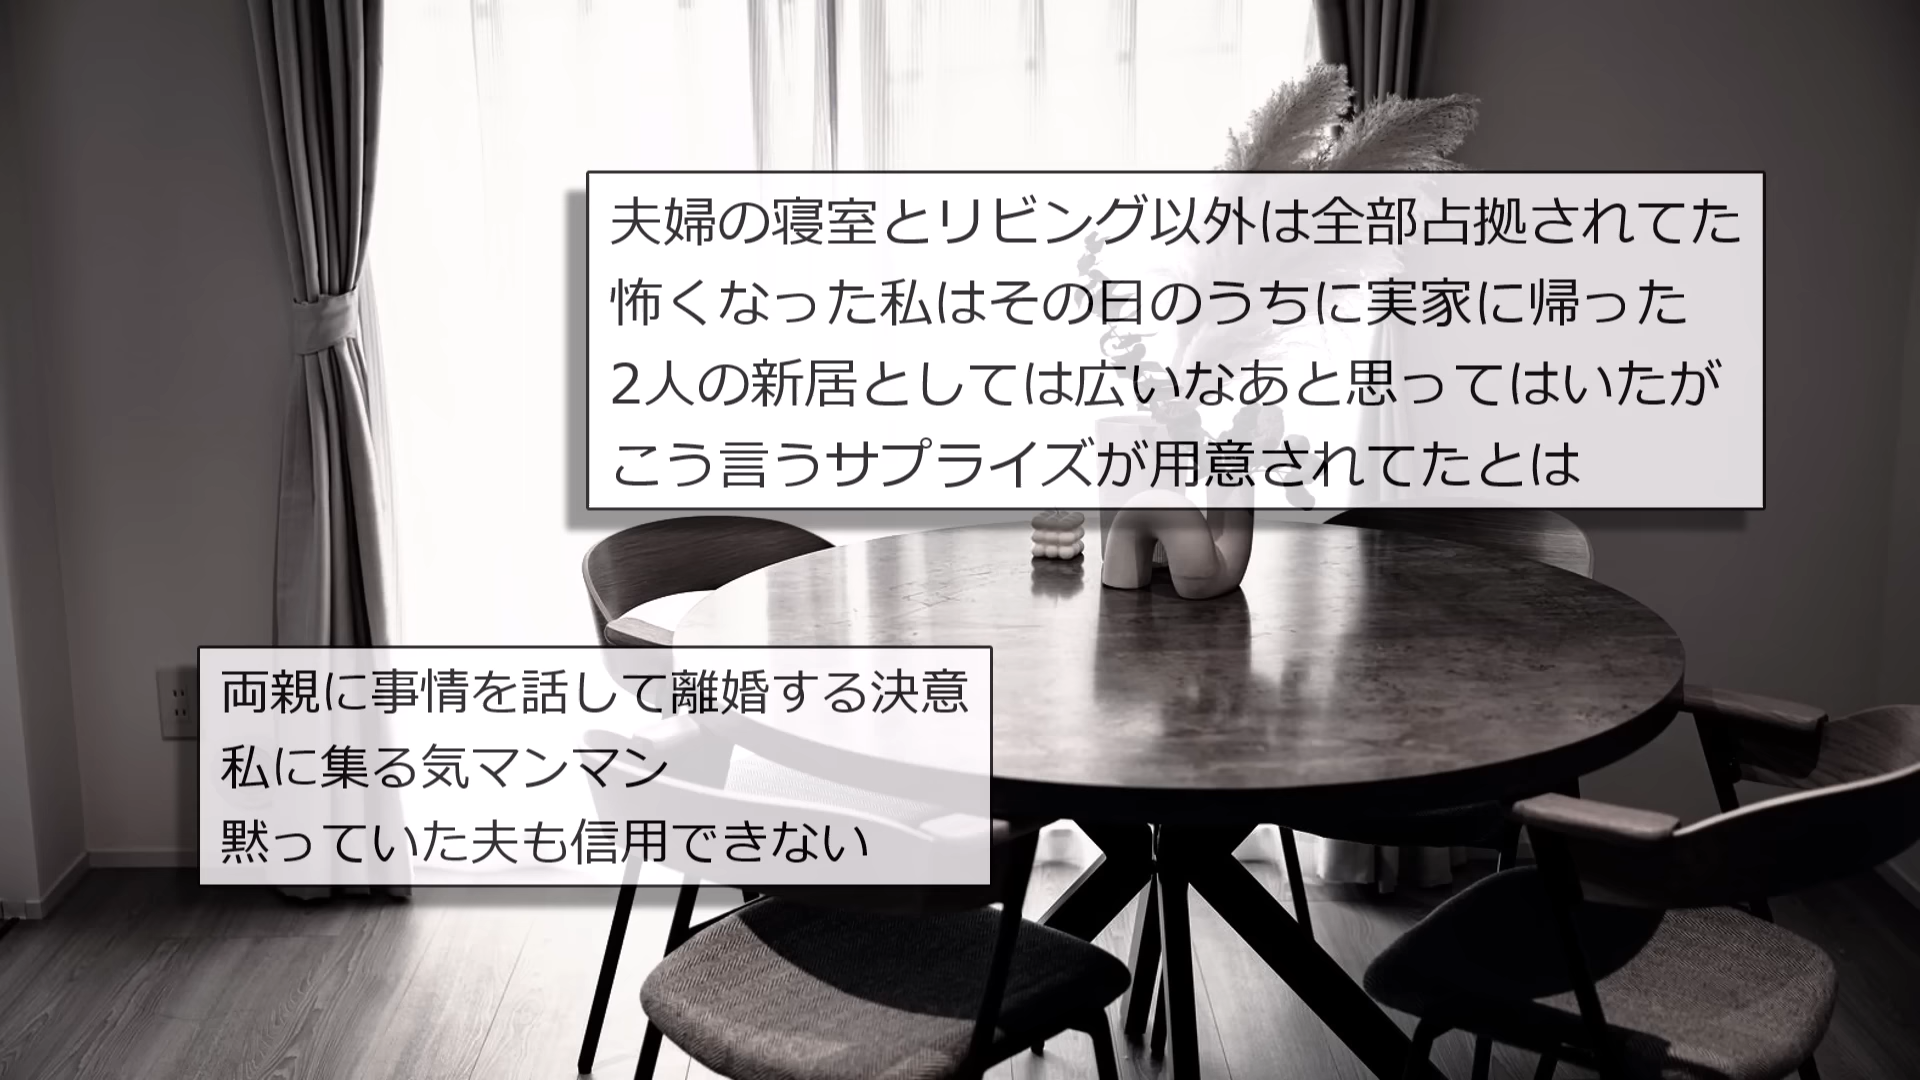 夫婦の寝室とリビング以外は全部占拠されてた
怖くなった私はその日のうちに実家に帰った
2人の新居としては広いなあと思ってはいたが
こう言うサプライズが用意されてたとは
両親に事情を話して離婚する決意
私に集る気マンマン
黙っていた夫も信用できない